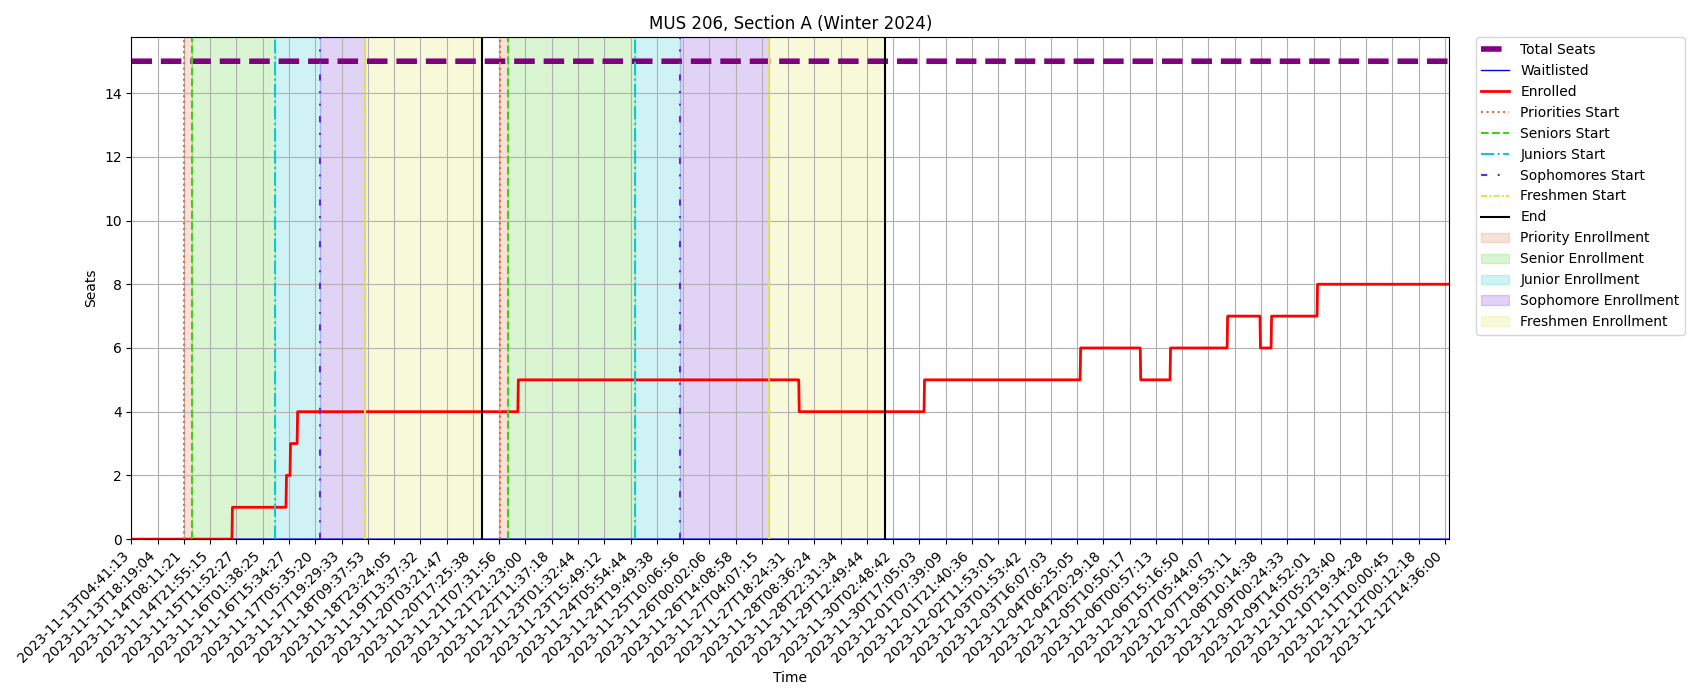 MUS 206, Section A (Winter 2024)
Total Seats
Waitlisted
Enrolled
Priorities Start
Seniors Start
Juniors Start
Sophomores Start
Freshmen Start
End
Priority Enrollment
Senior Enrollment
Junior Enrollment
Sophomore Enrollment
Freshmen Enrollment
Seats
14
12
10
8
6
4
2
0
2023-11-13T04:41:13
2023-11-13T18:19:04
2023-11-14T08:11:21
2023-11-14T21:55:15
2023-11-15T11:52:27
2023-11-16T01:38:25
2023-11-16T15:34:27
2023-11-17T05:35:20
2023-11-17T19:29:33
2023-11-18T09:37:53
2023-11-18T23:24:05
2023-11-19T13:37:32
2023-11-20T03:21:47
2023-11-20T17:25:38
2023-11-21T07:31:56
2023-11-21T21:23:00
2023-11-22T11:37:18
2023-11-23T01:32:44
2023-11-23T15:49:12
2023-11-24T05:54:44
2023-11-24T19:49:38
2023-11-25T10:06:56
2023-11-26T00:02:06
2023-11-26T14:08:58
2023-11-27T04:07:15
2023-11-27T18:24:31
2023-11-28T08:36:24
2023-11-28T22:31:34
2023-11-29T12:49:44
2023-11-30T02:48:42
2023-11-30T17:05:03
2023-12-01T07:39:09
2023-12-01T21:40:36
2023-12-02T11:53:01
2023-12-03T01:53:42
2023-12-03T16:07:03
2023-12-04T06:25:05
2023-12-04T20:29:18
2023-12-05T10:50:17
2023-12-06T00:57:13
2023-12-06T15:16:50
2023-12-07T05:44:07
2023-12-07T19:53:11
2023-12-08T10:14:38
2023-12-09T00:24:33
2023-12-09T14:52:01
2023-12-10T05:23:40
2023-12-10T19:34:28
2023-12-11T10:00:45
2023-12-12T00:12:18
2023-12-12T14:36:00
Time